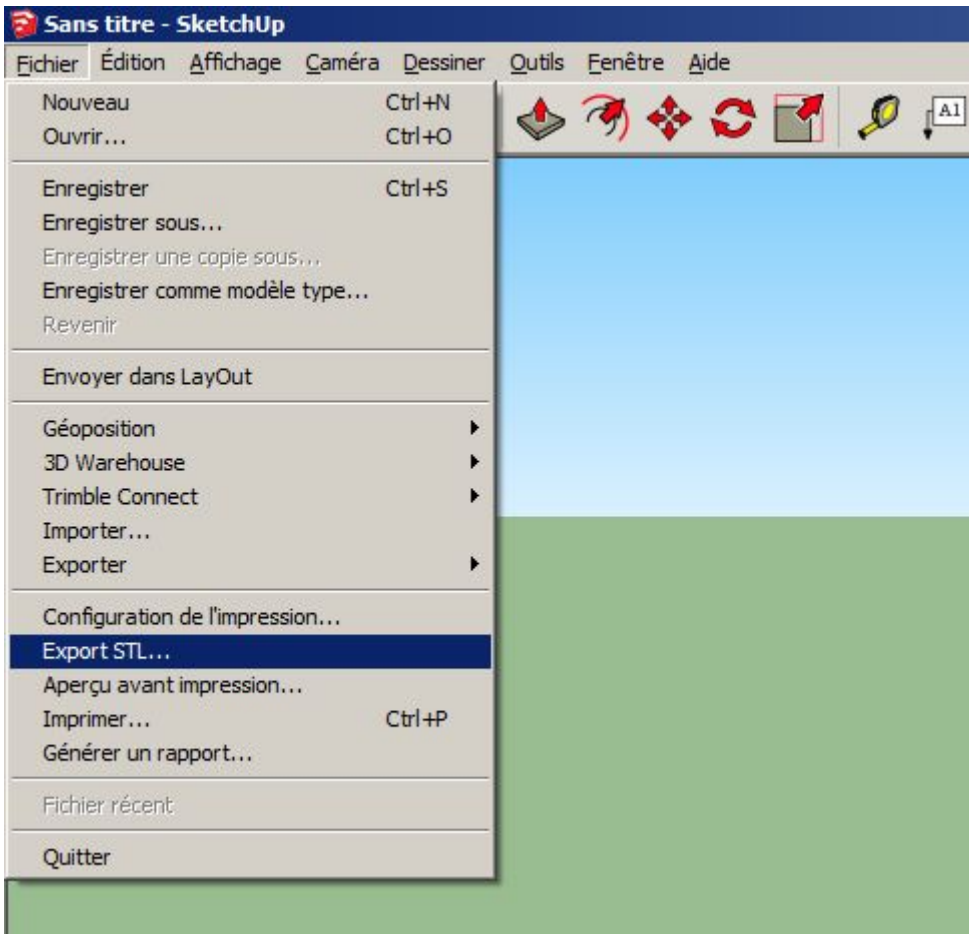 Sans titre - SketchUp
Fichier Édition Affichage Caméra Dessiner Outils Fenêtre Aide
Nouveau Ctrl+N
Ouvrir... Ctrl+O
A1
Enregistrer Ctrl+S
Enregistrer sous...
Enregistrer une copie sous...
Enregistrer comme modèle type...
Revenir
Envoyer dans LayOut
Géoposition
3D Warehouse
Trimble Connect
Importer...
Exporter
Configuration de l'impression...
Export STL...
Aperçu avant impression...
Imprimer... Ctrl+P
Générer un rapport...
Fichier récent
Quitter